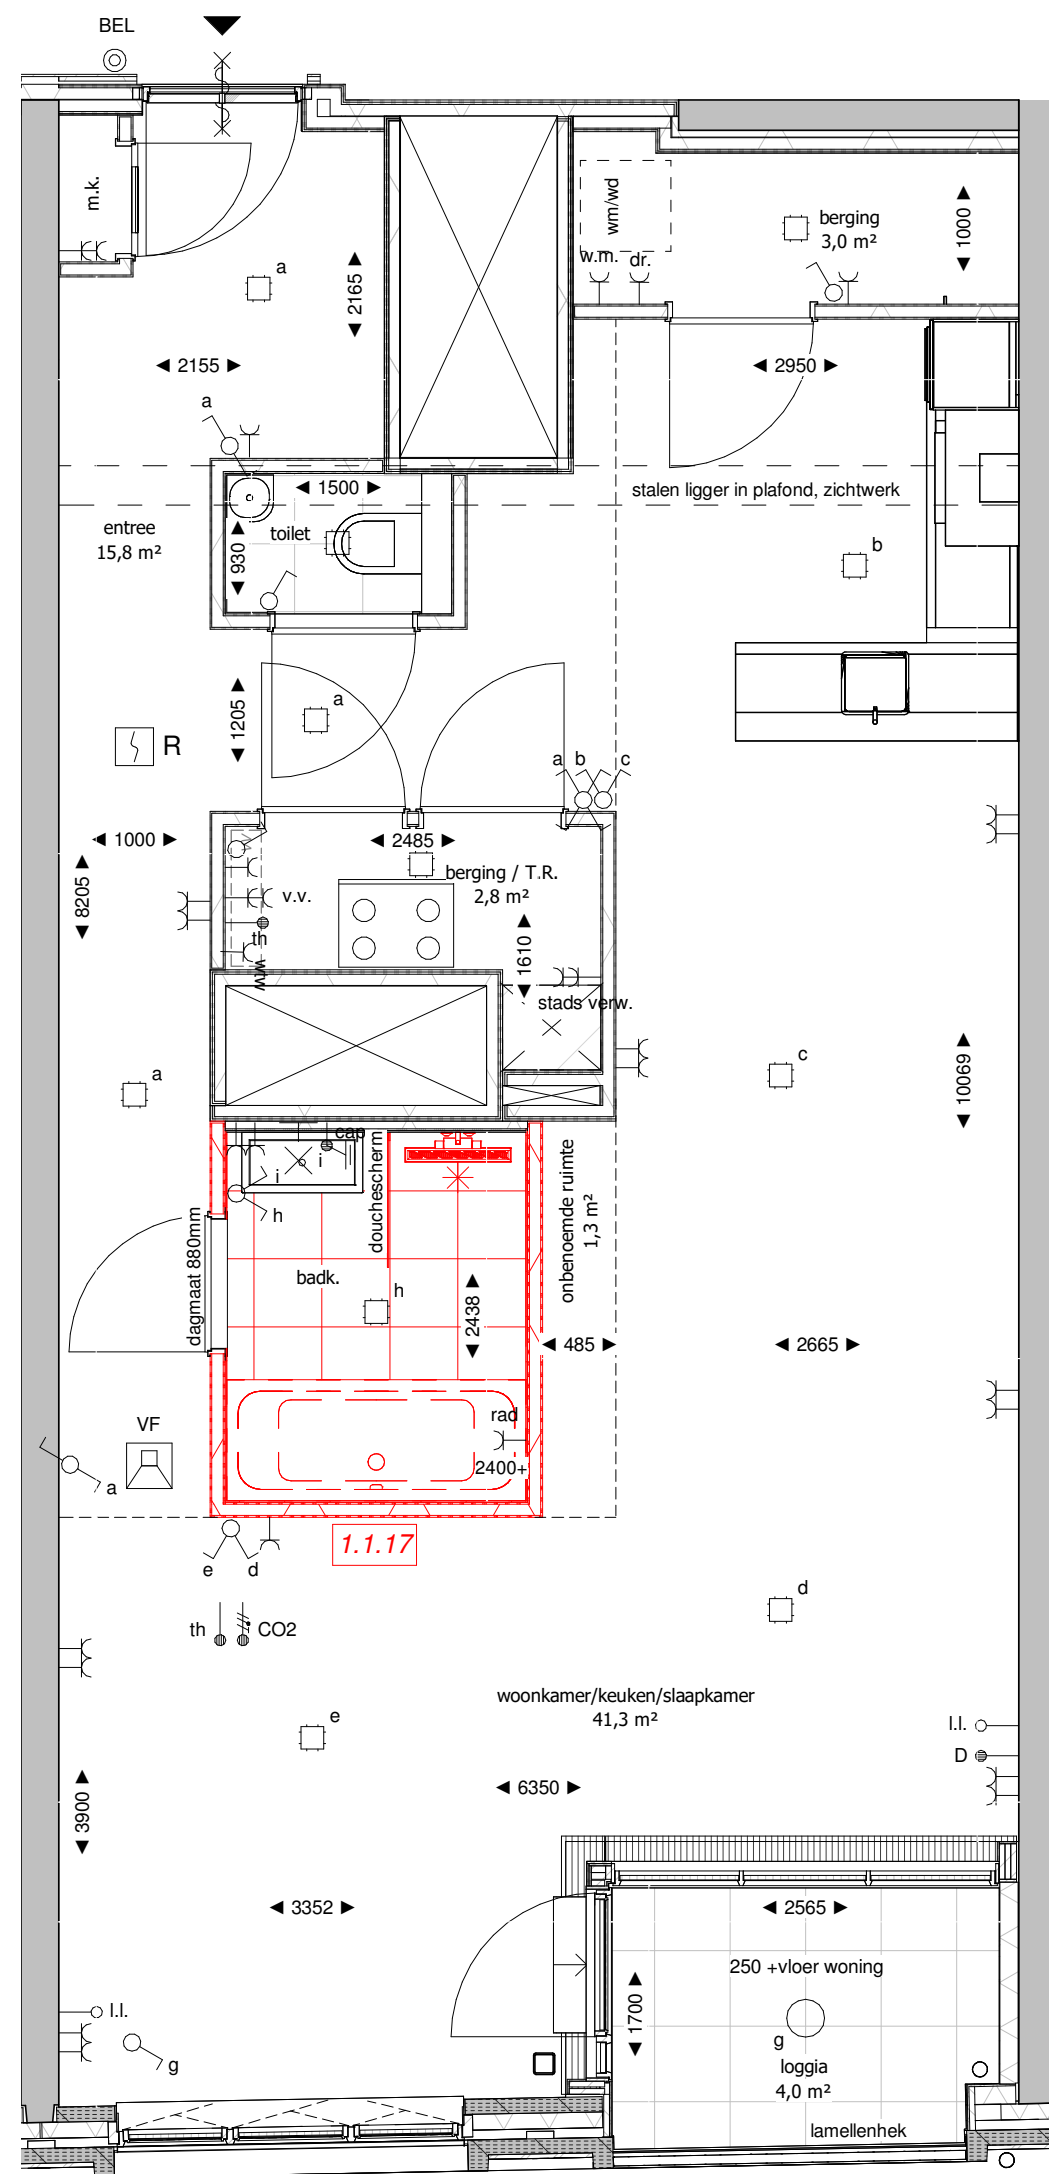 BEL
m.k.
wm/wd
berging
3,0 m²
1000
w.m.
dr.
a
2165
2155
2950
a
1500
stalen ligger in plafond, zichtwerk
entree
15,8 m²
930
toilet
b
a
1205
R
a b c
1000
2485
8205
berging / T.R.
2,8 m²
v.v.
th
wtw
1610
stads verw.
a
c
10069
cap
i
i
h
douchescherm
onbenoemde ruimte
1,3 m²
dagmaat 880mm
badk.
h
2438
485
2665
VF
rad
2400+
a
1.1.17
e d
th
CO2
d
woonkamer/keuken/slaapkamer
41,3 m²
e
l.l.
D
6350
3900
3352
2565
250 +vloer woning
1700
l.l.
g
g
loggia
4,0 m²
lamellenhek